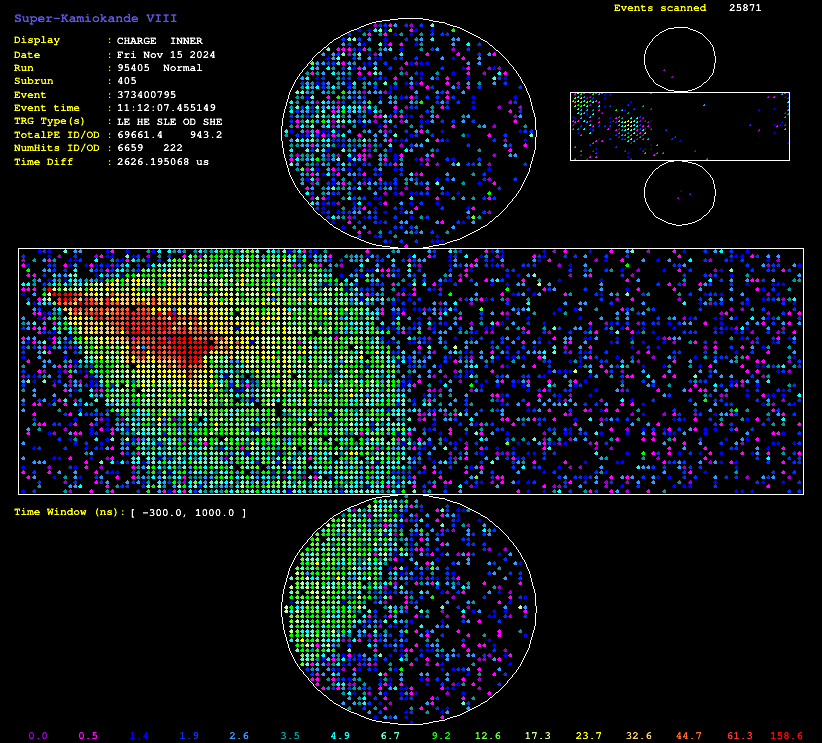 Super-Kamiokande VIII
Events scanned 25871
Display : CHARGE INNER
Date : Fri Nov 15 2024
Run : 95405 Normal
Subrun : 405
Event : 373400795
Event time : 11:12:07.455149
TRG Type(s) : LE HE SLE OD SHE
TotalPE ID/OD : 69661.4 943.2
NumHits ID/OD : 6659 222
Time Diff : 2626.195068 us
Time Window (ns): [ -300.0, 1000.0 ]
0.0 0.5 1.4 1.9 2.6 3.5 4.9 6.7 9.2 12.6 17.3 23.7 32.6 44.7 61.3 158.6